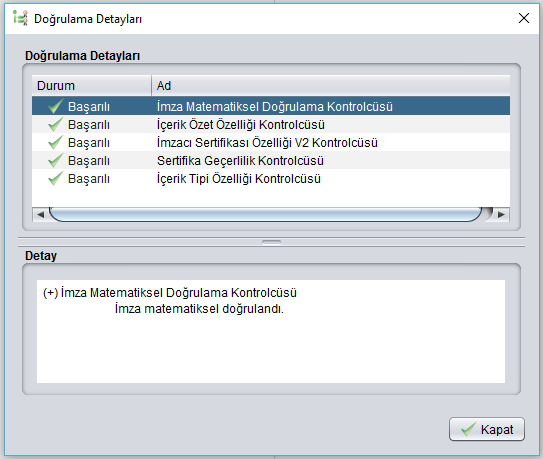 Doğrulama Detayları
Doğrulama Detayları
Durum Ad
Başarılı İmza Matematiksel Doğrulama Kontrolcüsü
Başarılı İçerik Özet Özelliği Kontrolcüsü
Başarılı İmzacı Sertifikası Özelliği V2 Kontrolcüsü
Başarılı Sertifika Geçerlilik Kontrolcüsü
Başarılı İçerik Tipi Özelliği Kontrolcüsü
Detay
(+) İmza Matematiksel Doğrulama Kontrolcüsü
İmza matematiksel doğrulandı.
Kapat